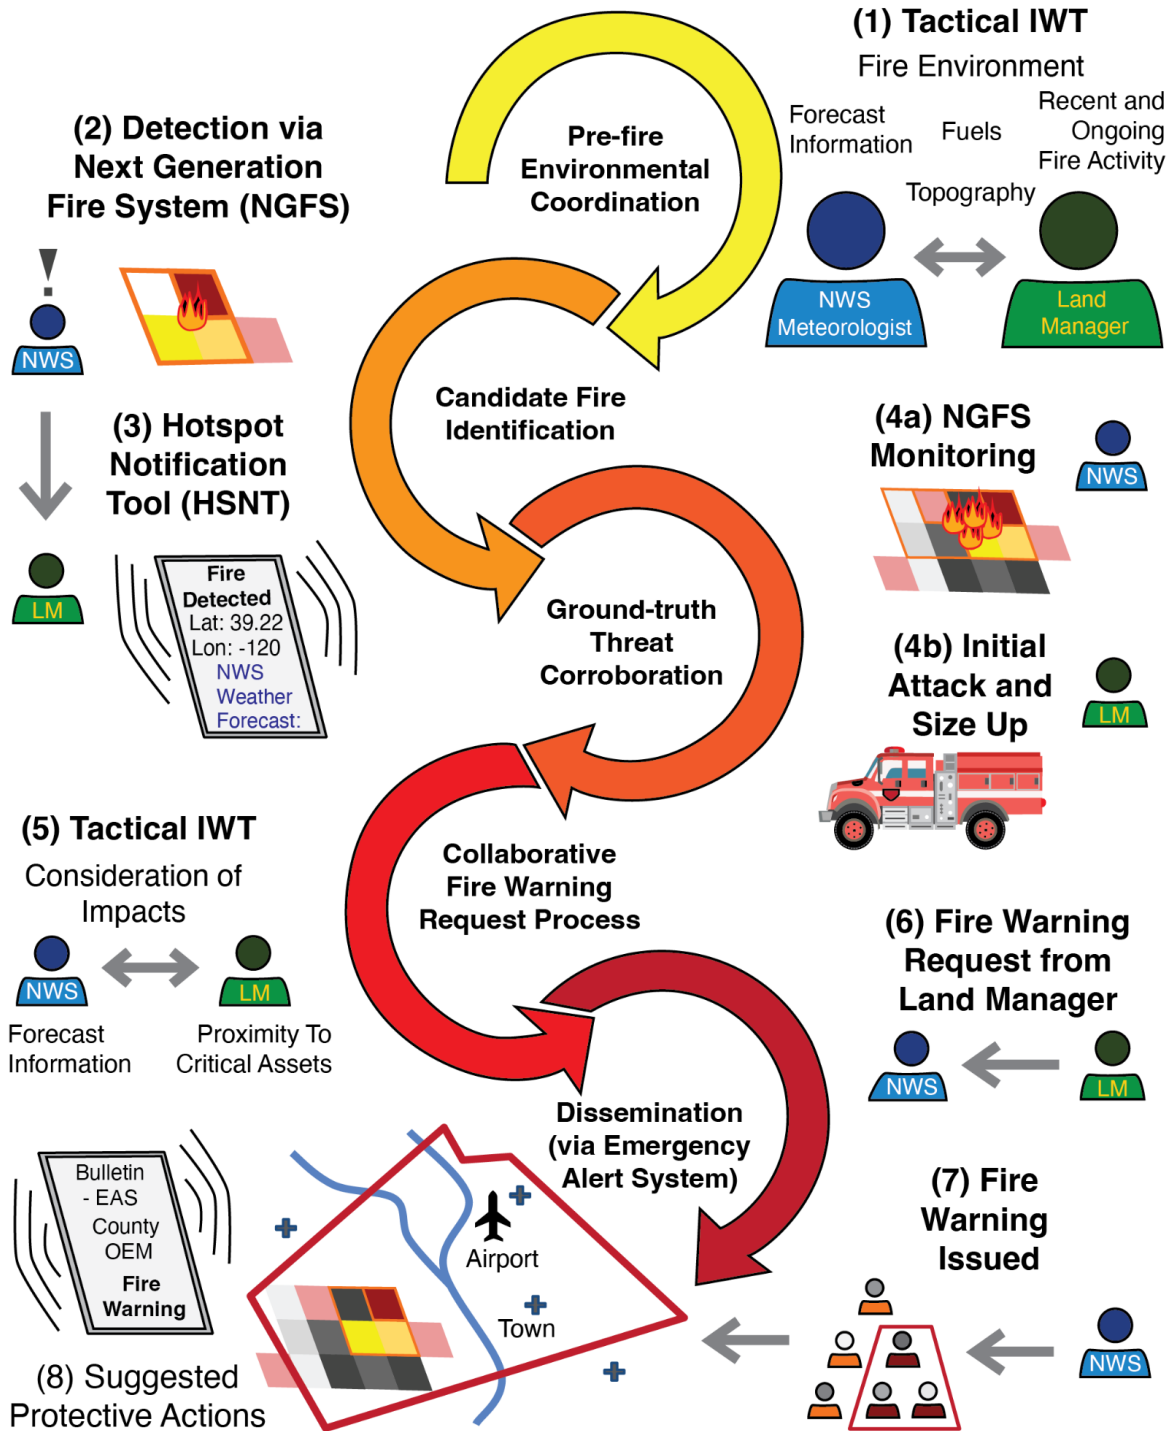 (1) Tactical IWT
Fire Environment
Forecast
Information
Fuels
Recent and
Ongoing
Fire Activity
Topography
NWS
Meteorologist
Land
Manager
Pre-fire
Environmental
Coordination
(2) Detection via
Next Generation
Fire System (NGFS)
!
NWS
Candidate Fire
Identification
(3) Hotspot
Notification
Tool (HSNT)
LM
Fire
Detected
Lat: 39.22
Lon: -120
NWS
Weather
Forecast:
(4a) NGFS
Monitoring
NWS
Ground-truth
Threat
Corroboration
(4b) Initial
Attack and
Size Up
LM
Collaborative
Fire Warning
Request Process
(5) Tactical IWT
Consideration of
Impacts
NWS
LM
Forecast
Information
Proximity To
Critical Assets
(6) Fire Warning
Request from
Land Manager
NWS
LM
Dissemination
(via Emergency
Alert System)
(7) Fire
Warning
Issued
NWS
Airport
Town
Bulletin
- EAS
County
OEM
Fire
Warning
(8) Suggested
Protective Actions